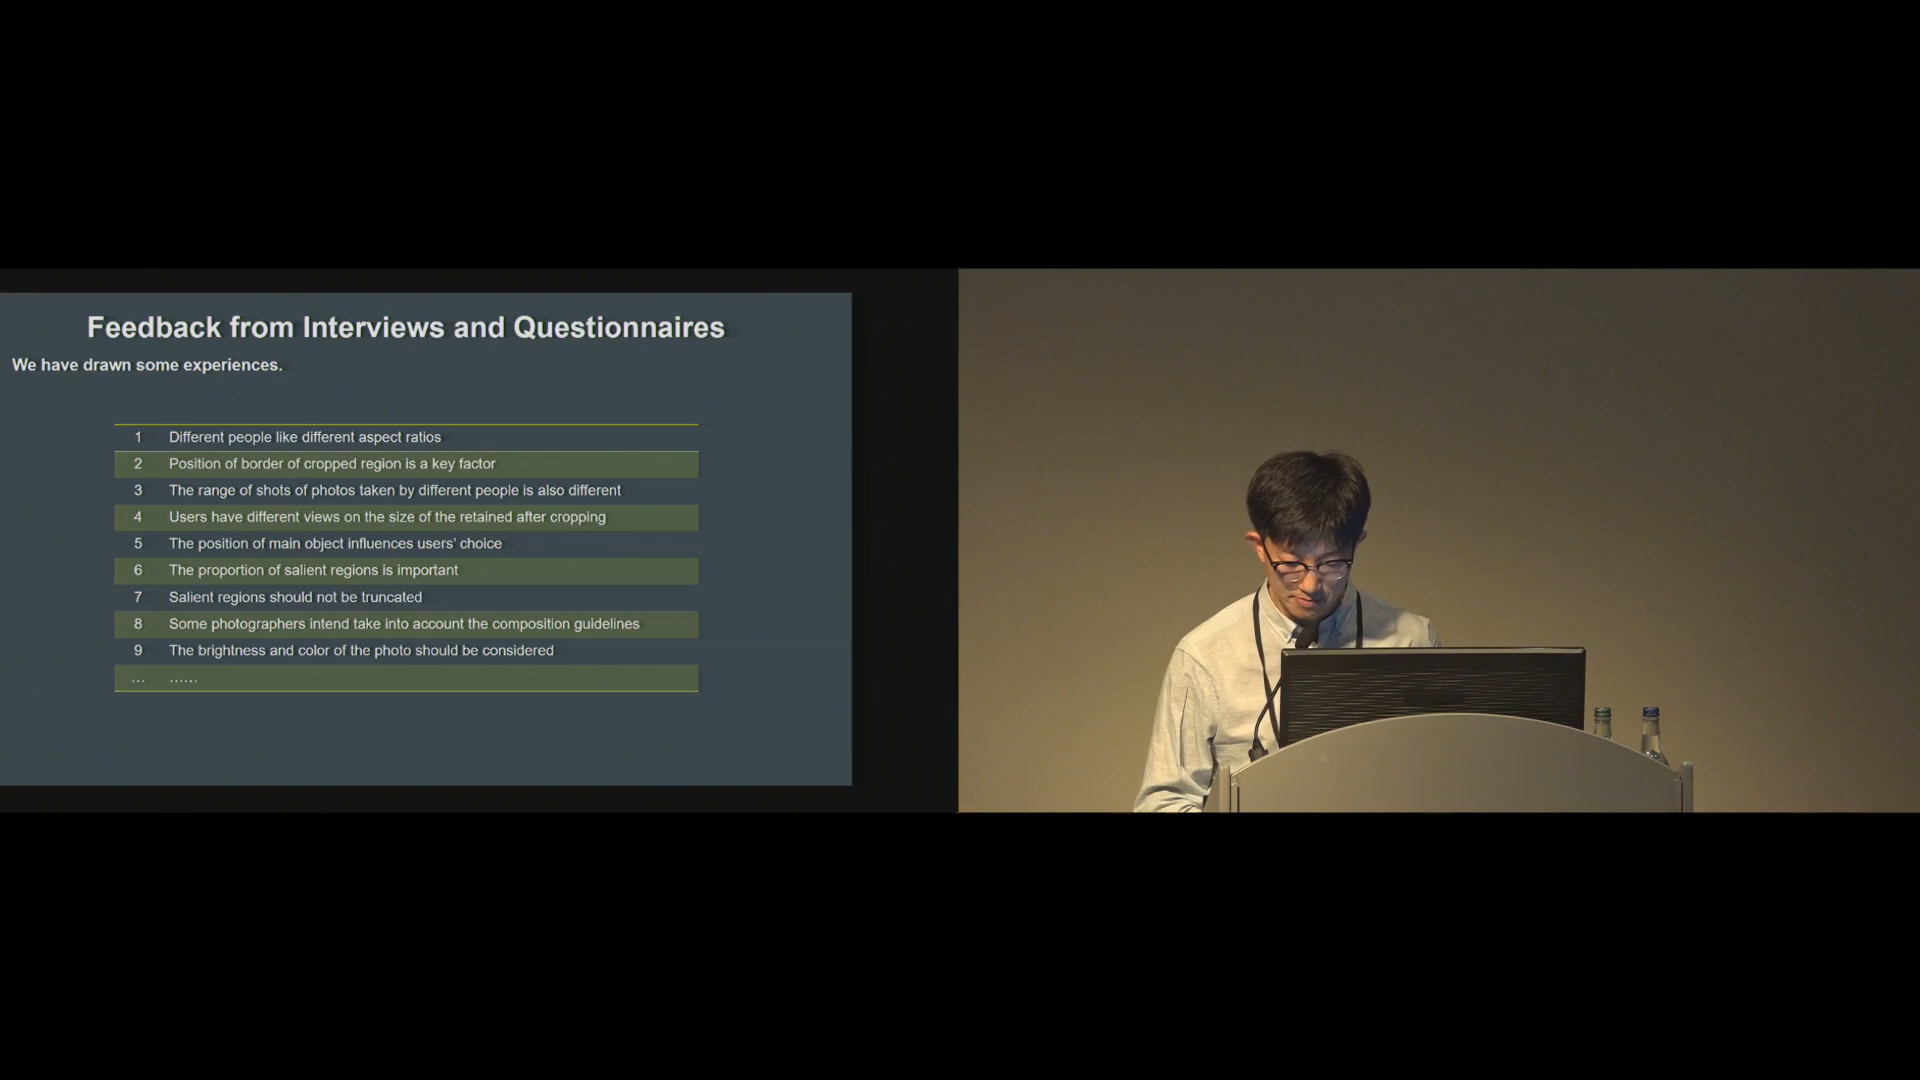 Feedback from Interviews and Questionnaires
We have drawn some experiences.
1 Different people like different aspect ratios
2 Position of border of cropped region is a key factor
3 The range of shots of photos taken by different people is also different
4 Users have different views on the size of the retained after cropping
5 The position of main object influences users' choice
6 The proportion of salient regions is important
7 Salient regions should not be truncated
8 Some photographers intend take into account the composition guidelines
9 The brightness and color of the photo should be considered
... ......